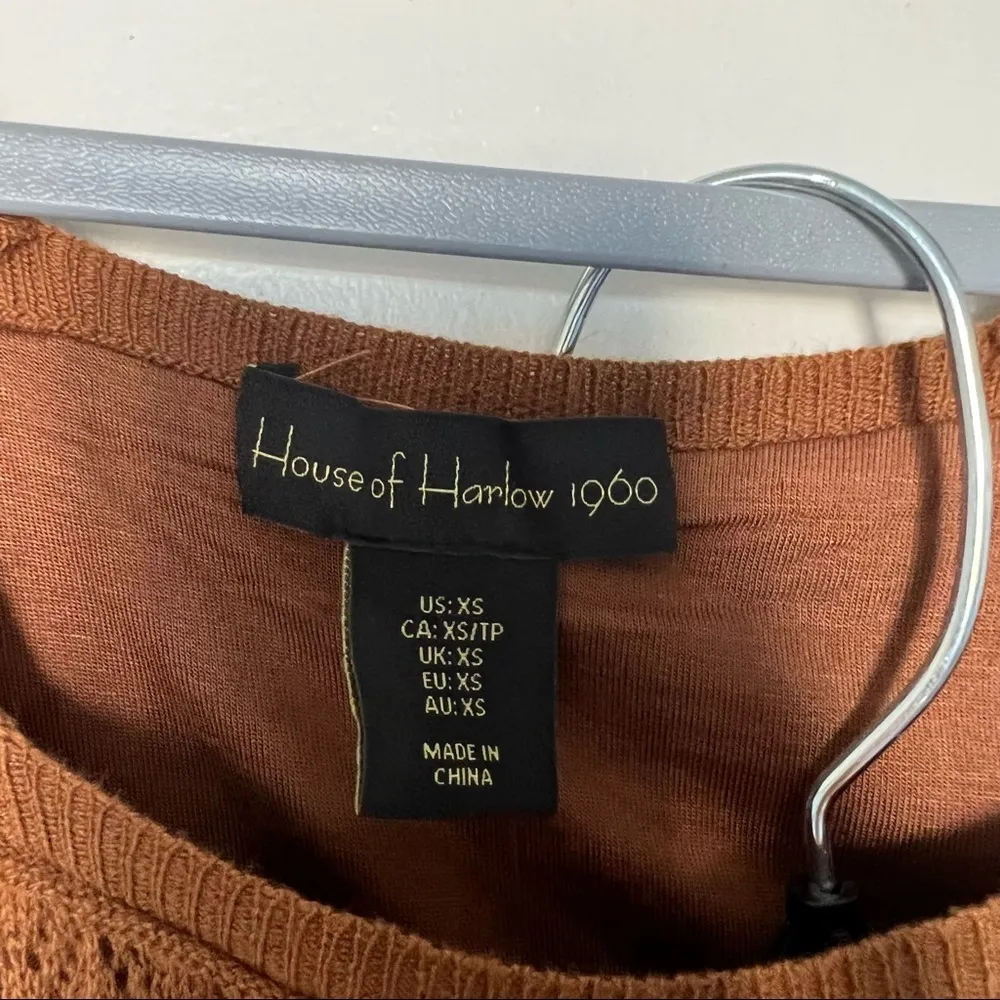 House of Harlow 1960
US: XS
CA: XS/TP
UK: XS
EU: XS
AU: XS
MADE IN
CHINA